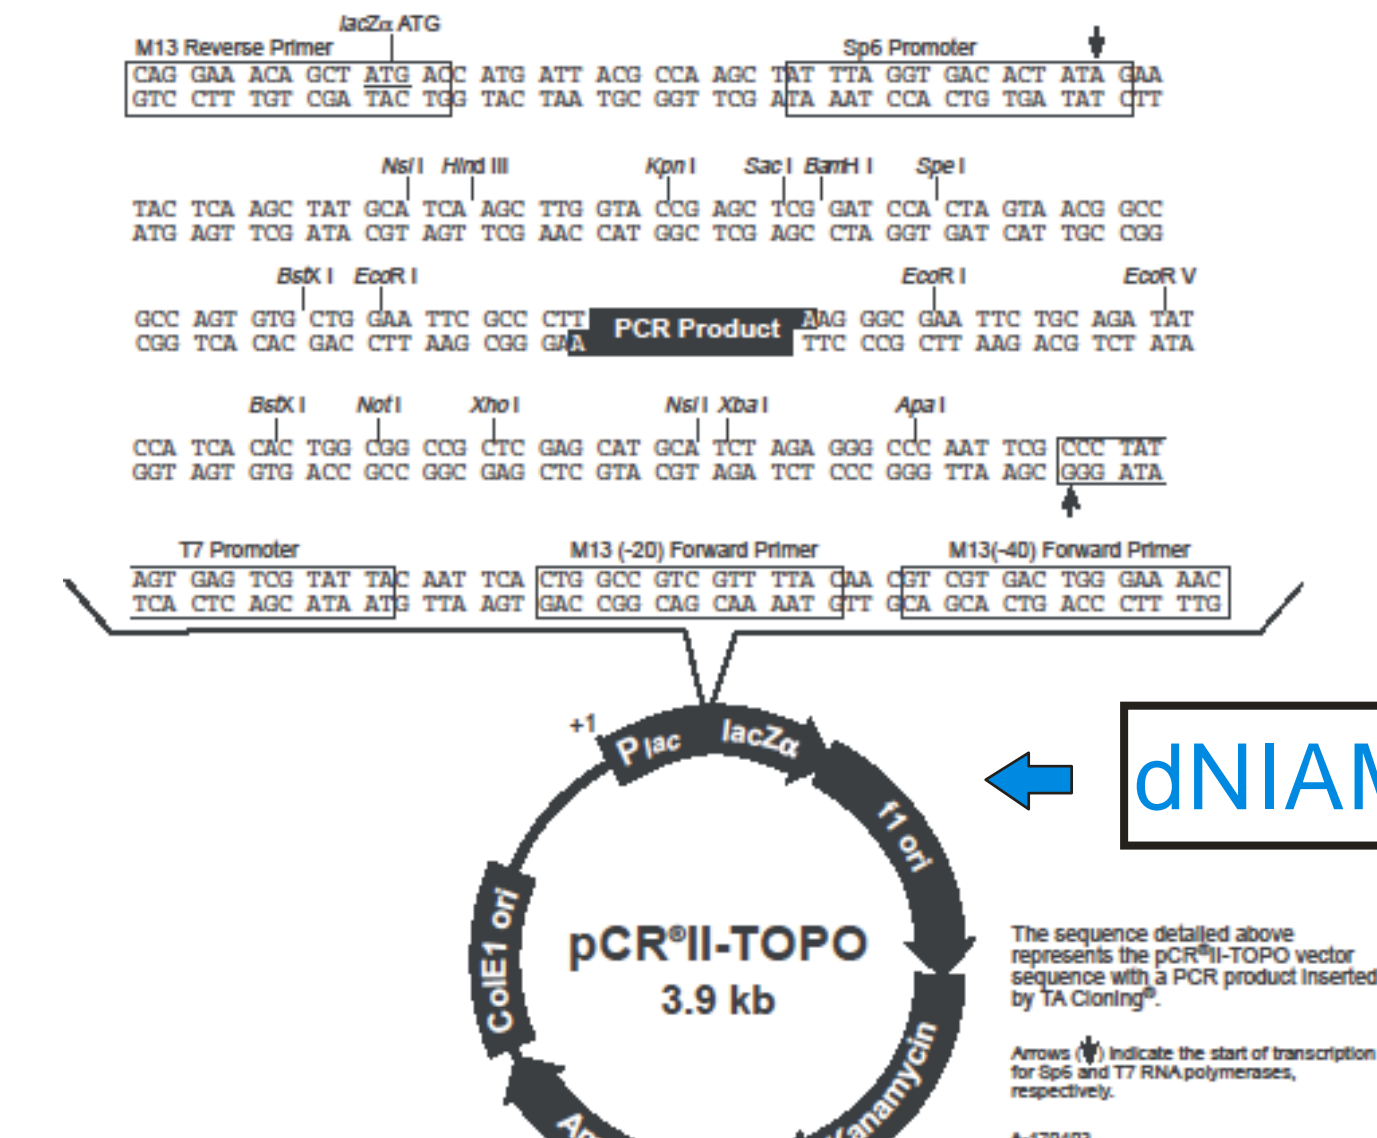 lacZα ATG
M13 Reverse Primer
Sp6 Promoter
CAG GAA ACA GCT ATG ACC ATG ATT ACG CCA AGC TAT TTA GGT GAC ACT ATA GAA
GTC CTT TGT CGA TAC TGG TAC TAA TGC GGT TCG ATA AAT CCA CTG TGA TAT CTT
Nsi I Hind III Kpn I Sac I BamH I Spe I
TAC TCA AGC TAT GCA TCA AGC TTG GTA CCG AGC TCG GAT CCA CTA GTA ACG GCC
ATG AGT TCG ATA CGT AGT TCG AAC CAT GGC TCG AGC CTA GGT GAT CAT TGC CGG
BstX I EcoR I EcoR I EcoR V
GCC AGT GTG CTG GAA TTC GCC CTT PCR Product AAG GGC GAA TTC TGC AGA TAT
CGG TCA CAC GAC CTT AAG CGG GAA TTC CCG CTT AAG ACG TCT ATA
BstX I Not I Xho I Nsi I Xba I Apa I
CCA TCA CAC TGG CGG CCG CTC GAG CAT GCA TCT AGA GGG CCC AAT TCG CCC TAT
GGT AGT GTG ACC GCC GGC GAG CTC GTA CGT AGA TCT CCC GGG TTA AGC GGG ATA
T7 Promoter M13 (-20) Forward Primer M13(-40) Forward Primer
AGT GAG TCG TAT TAC AAT TCA CTG GCC GTC GTT TTA CAA CGT CGT GAC TGG GAA AAC
TCA CTC AGC ATA ATG TTA AGT GAC CGG CAG CAA AAT GTT GCA GCA CTG ACC CTT TTG
+1
Plac
lacZα
dNIAM
f1 ori
ColE1 ori
pCR®II-TOPO
3.9 kb
Kanamycin
The sequence detailed above
represents the pCR®II-TOPO vector
sequence with a PCR product inserted
by TA Cloning®.
Arrows ( ) indicate the start of transcription
for Sp6 and T7 RNA polymerases,
respectively.